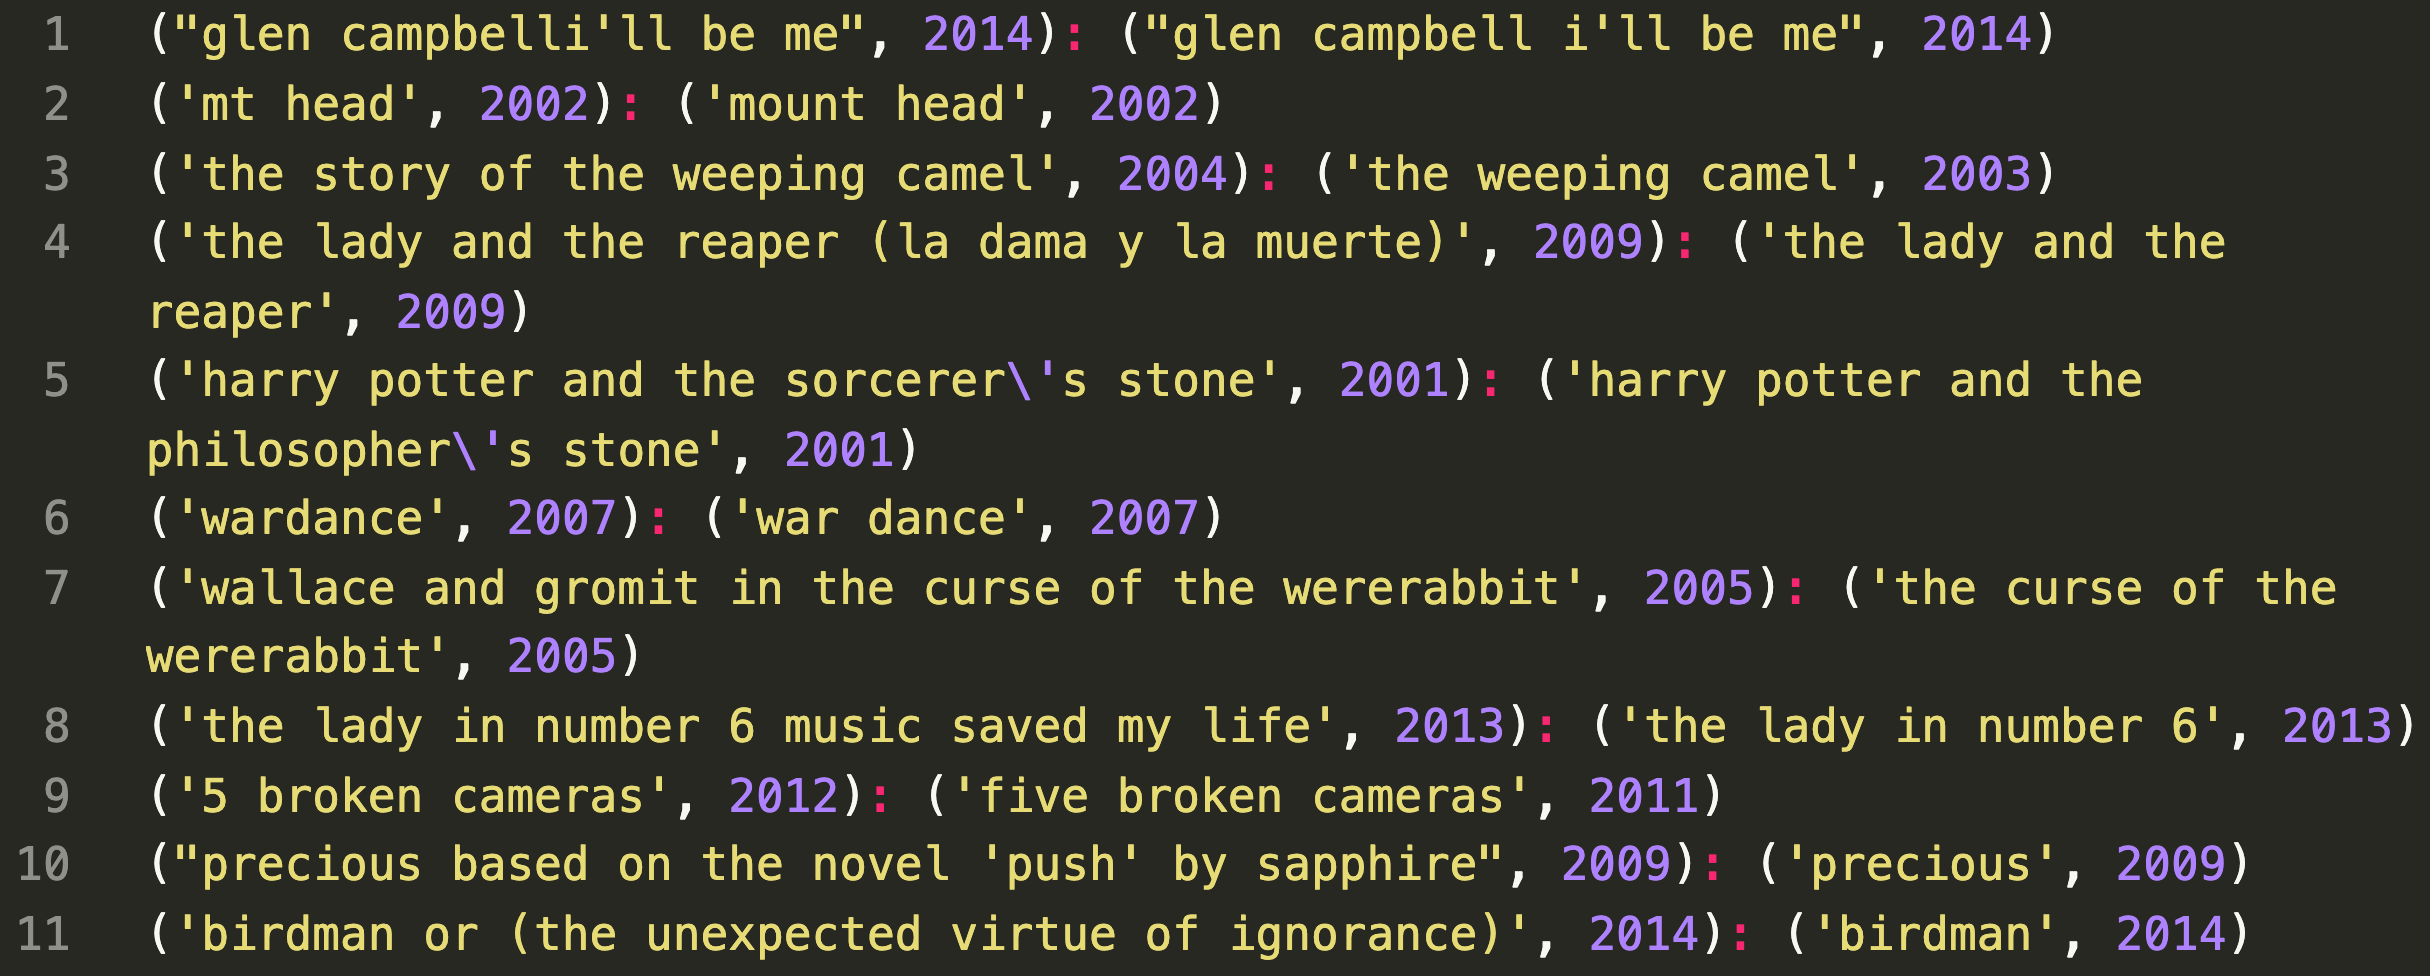 1 ("glen campbelli'll be me", 2014): ("glen campbell i'll be me", 2014)
2 ('mt head', 2002): ('mount head', 2002)
3 ('the story of the weeping camel', 2004): ('the weeping camel', 2003)
4 ('the lady and the reaper (la dama y la muerte)', 2009): ('the lady and the
reaper', 2009)
5 ('harry potter and the sorcerer\'s stone', 2001): ('harry potter and the
philosopher\'s stone', 2001)
6 ('wardance', 2007): ('war dance', 2007)
7 ('wallace and gromit in the curse of the wererabbit', 2005): ('the curse of the
wererabbit', 2005)
8 ('the lady in number 6 music saved my life', 2013): ('the lady in number 6', 2013)
9 ('5 broken cameras', 2012): ('five broken cameras', 2011)
10 ("precious based on the novel 'push' by sapphire", 2009): ('precious', 2009)
11 ('birdman or (the unexpected virtue of ignorance)', 2014): ('birdman', 2014)